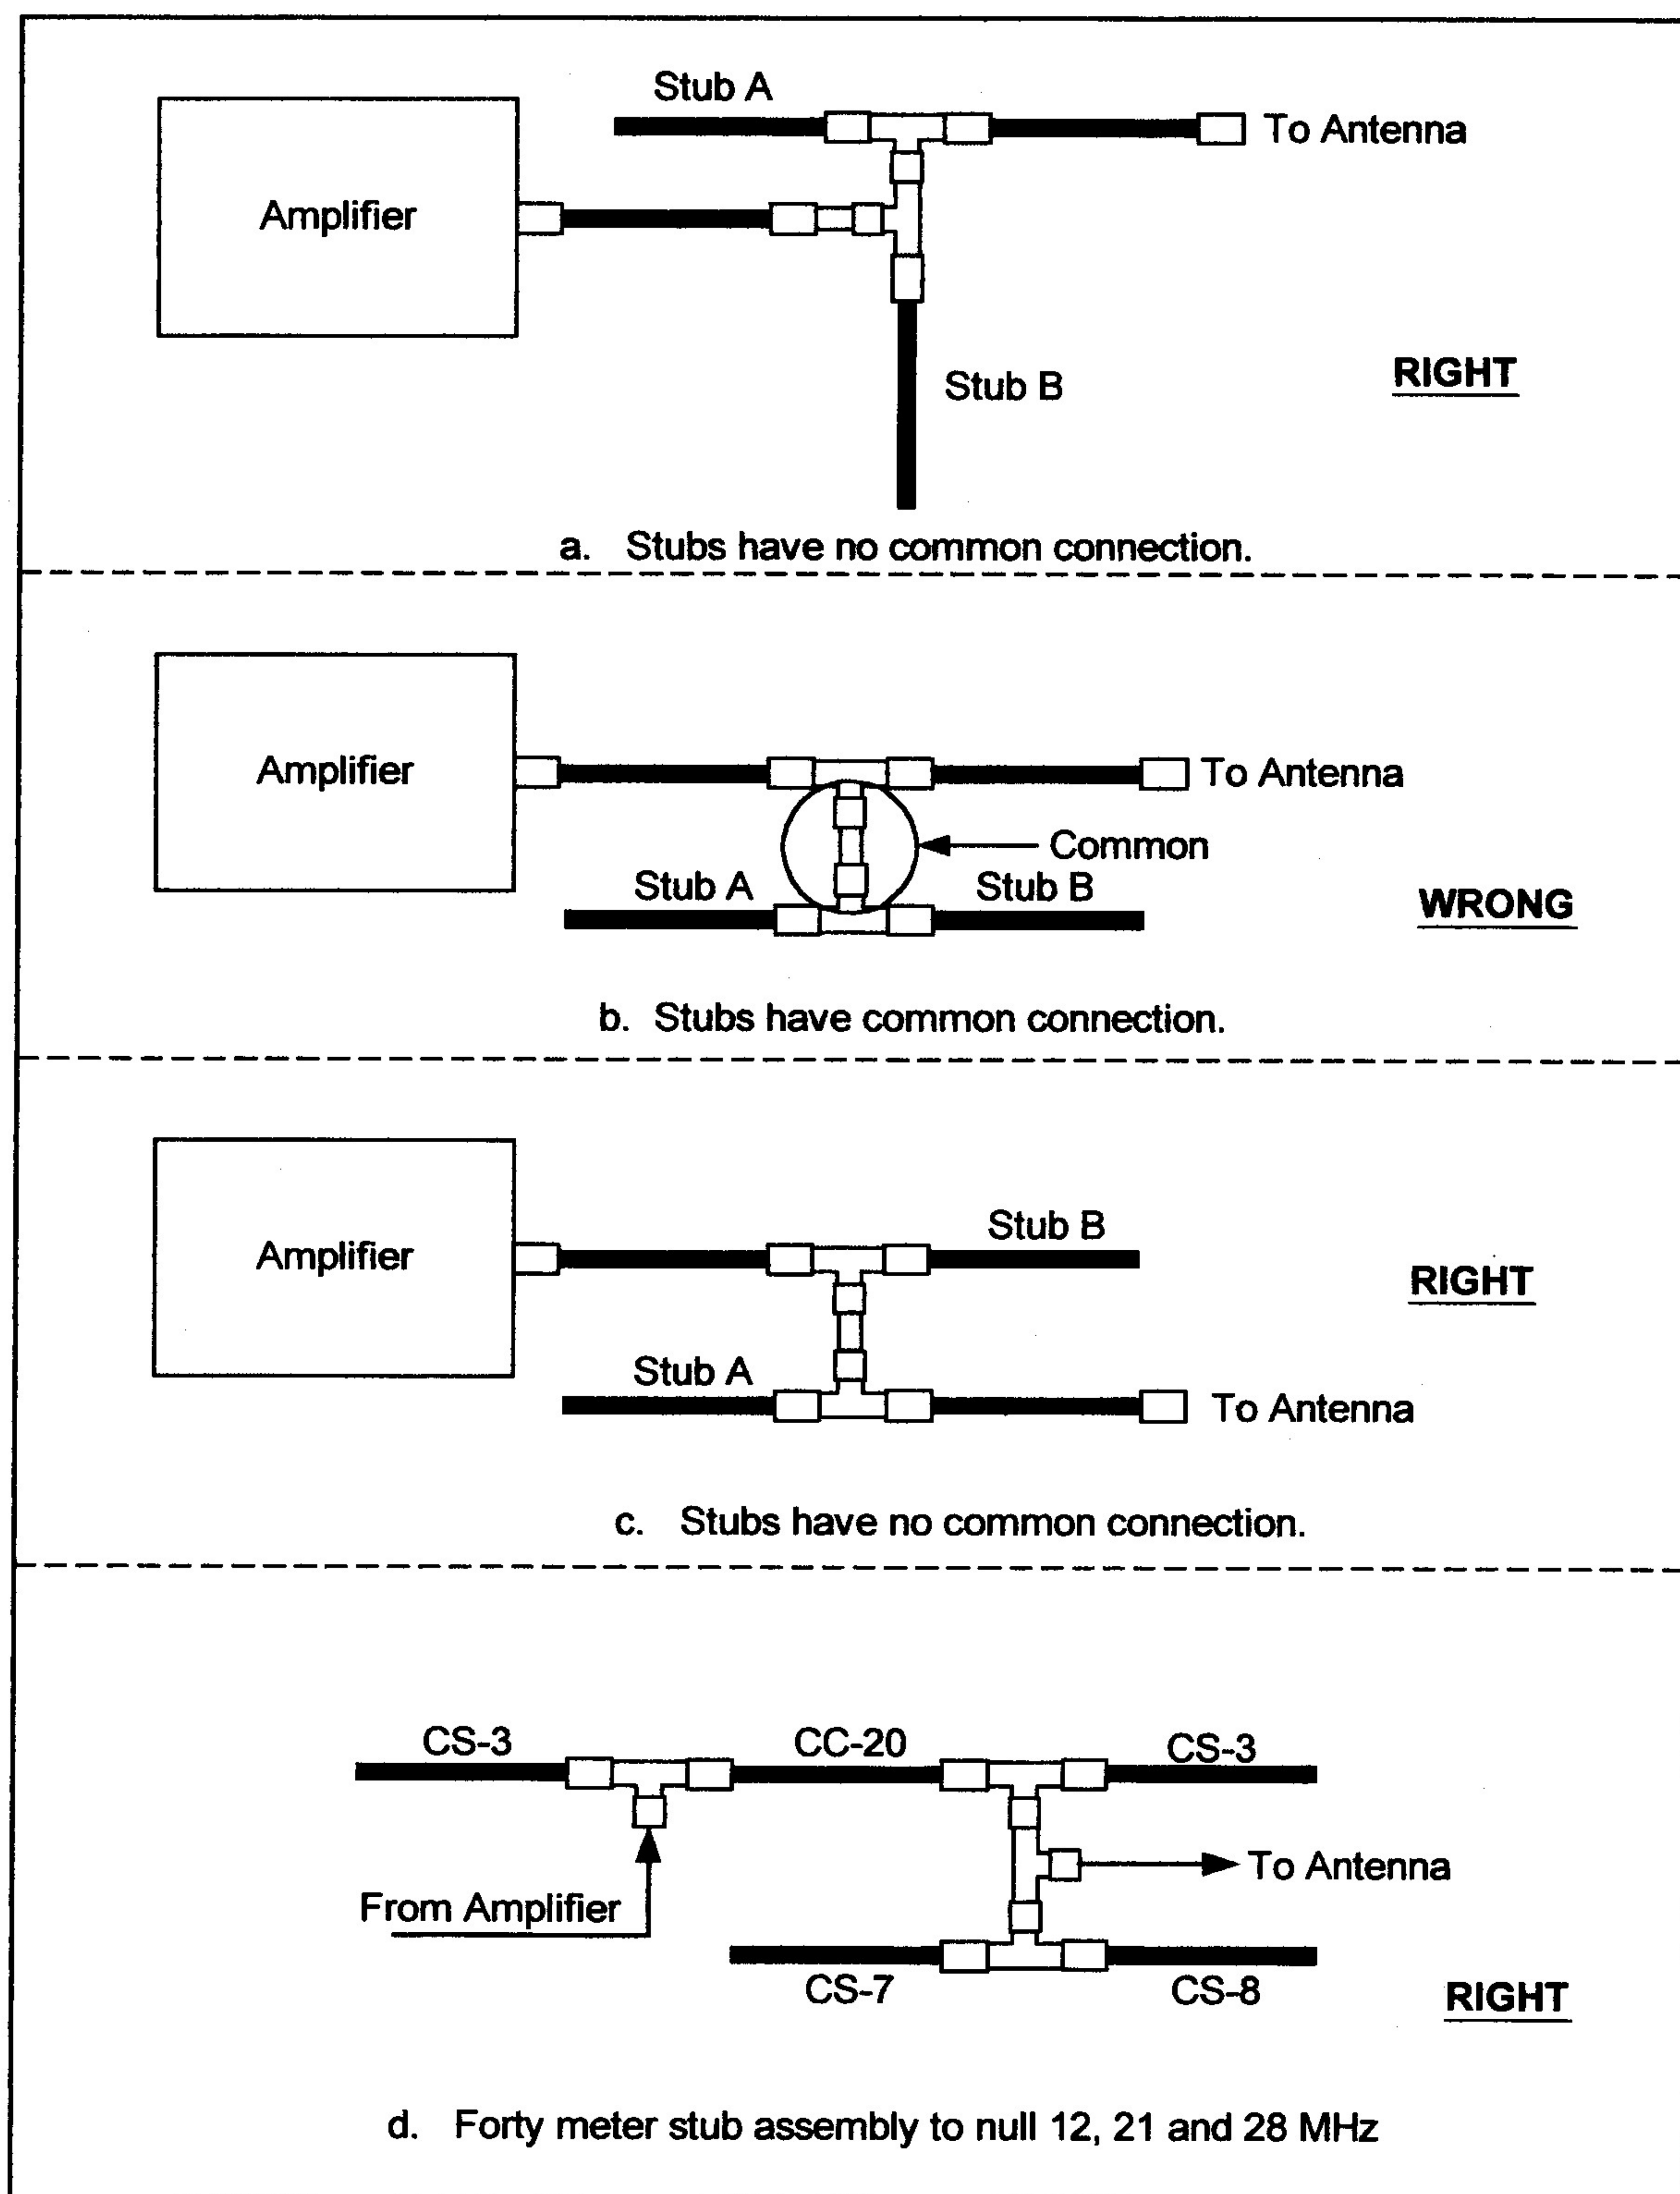 Stub A
To Antenna
Amplifier
Stub B
RIGHT
a. Stubs have no common connection.
Amplifier
To Antenna
Common
Stub A
Stub B
WRONG
b. Stubs have common connection.
Stub B
Amplifier
RIGHT
Stub A
To Antenna
c. Stubs have no common connection.
CS-3
CC-20
CS-3
To Antenna
From Amplifier
CS-7
CS-8
RIGHT
d. Forty meter stub assembly to null 12, 21 and 28 MHz